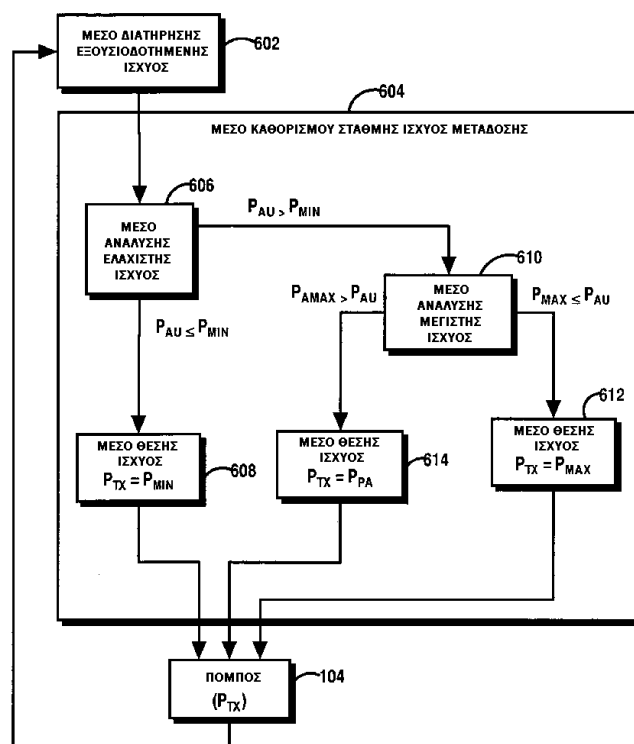 ΜΕΣΟ ΔΙΑΤΗΡΗΣΗΣ
ΕΞΟΥΣΙΟΔΟΤΗΜΕΝΗΣ
ΙΣΧΥΟΣ
602
604
ΜΕΣΟ ΚΑΘΟΡΙΣΜΟΥ ΣΤΑΘΜΗΣ ΙΣΧΥΟΣ ΜΕΤΑΔΟΣΗΣ
606
ΜΕΣΟ
ΑΝΑΛΥΣΗΣ
ΕΛΑΧΙΣΤΗΣ
ΙΣΧΥΟΣ
P_AU > P_MIN
610
ΜΕΣΟ
ΑΝΑΛΥΣΗΣ
ΜΕΓΙΣΤΗΣ
ΙΣΧΥΟΣ
P_AMAX > P_AU
P_MAX ≤ P_AU
P_AU ≤ P_MIN
612
ΜΕΣΟ ΘΕΣΗΣ
ΙΣΧΥΟΣ
P_TX = P_MIN
608
ΜΕΣΟ ΘΕΣΗΣ
ΙΣΧΥΟΣ
P_TX = P_PA
614
ΜΕΣΟ ΘΕΣΗΣ
ΙΣΧΥΟΣ
P_TX = P_MAX
ΠΟΜΠΟΣ
(P_TX)
104